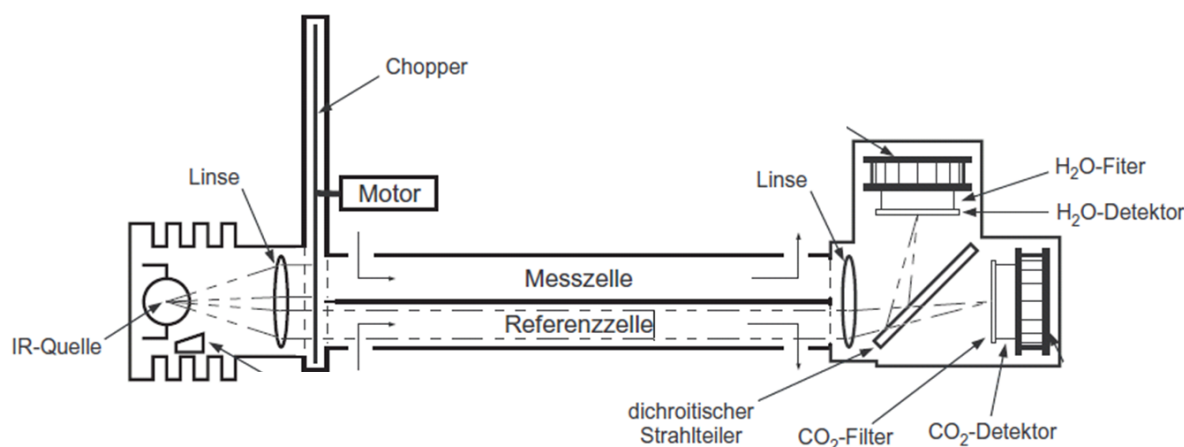 Chopper
Linse
Motor
Linse
H₂O-Fiter
H₂O-Detektor
Messzelle
Referenzzelle
IR-Quelle
dichroitischer
Strahlteiler
CO₂-Filter
CO₂-Detektor